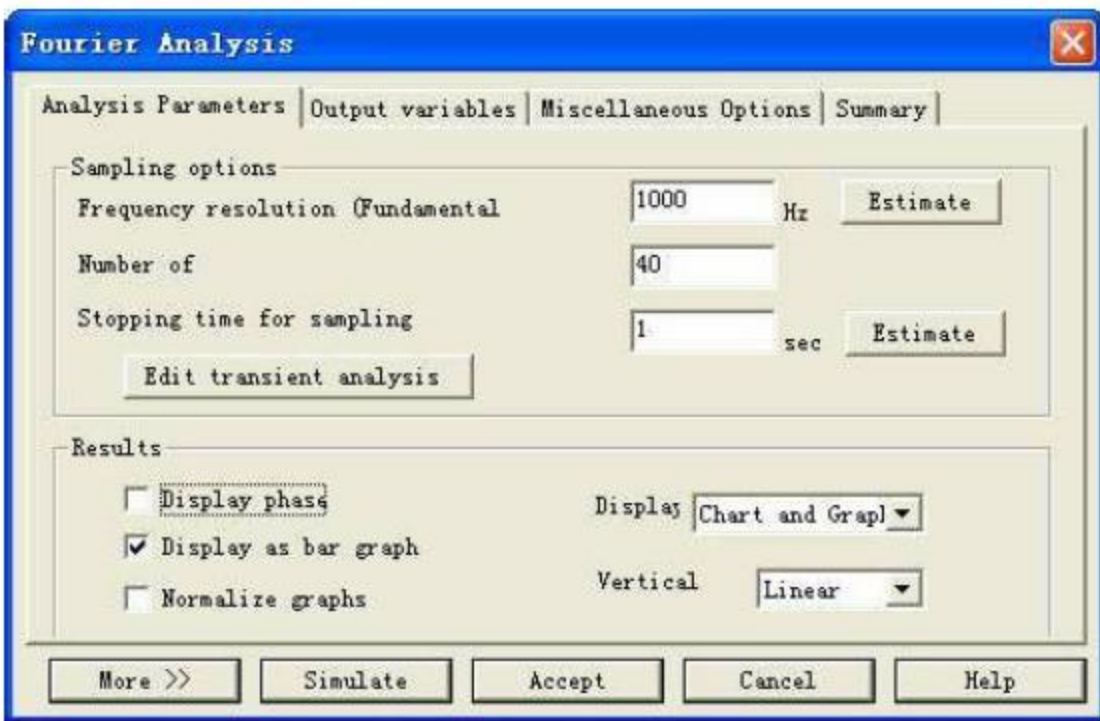 Fourier Analysis
Analysis Parameters Output variables Miscellaneous Options Summary
Sampling options
Frequency resolution (Fundamental 1000 Hz Estimate
Number of 40
Stopping time for sampling 1 sec Estimate
Edit transient analysis
Results
Display phase
Display Chart and Grapl
Display as bar graph
Vertical Linear
Normalize graphs
More >> Simulate Accept Cancel Help